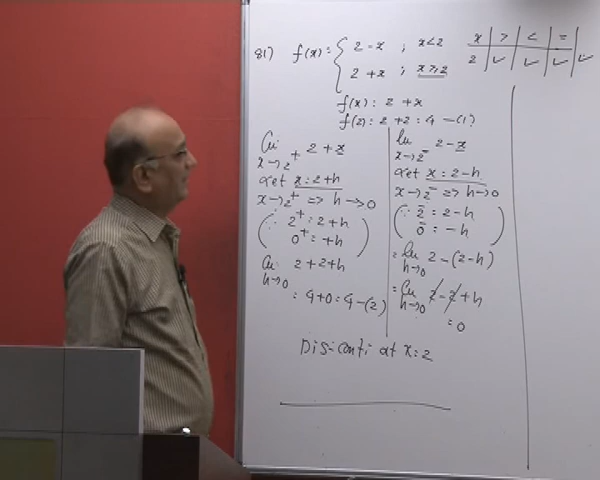 81) f(x) = { 2 - x ; x < 2
2 + x ; x ≥ 2
x | > | < | = |
2 | ✓ | ✓ | ✓ | ✓
f(x) : 2 + x
f(2) : 2 + 2 = 4 - (1)
Lim x→2+ 2 + x
Let x = 2 + h
x→2+ => h→0
(∵ 2+ = 2 + h
0+ = +h)
Lim h→0 2 + 2 + h
= 4 + 0 = 4 - (2)
Lim x→2- 2 - x
Let x = 2 - h
x→2- => h→0
(∵ 2- = 2 - h
0- = -h)
= Lim h→0 2 - (2 - h)
= Lim h→0 2 - 2 + h
= 0
Disconti at x = 2